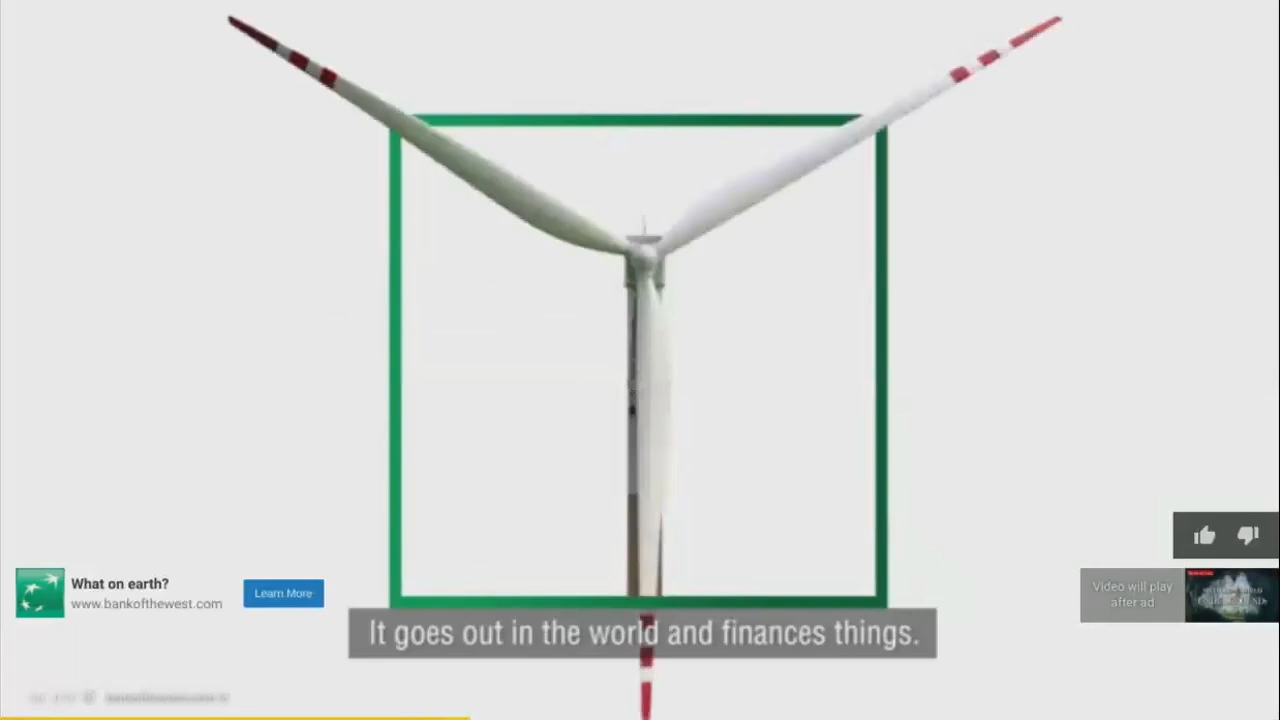 What on earth?
www.bankofthewest.com
Learn More
Video will play
after ad
It goes out in the world and finances things.